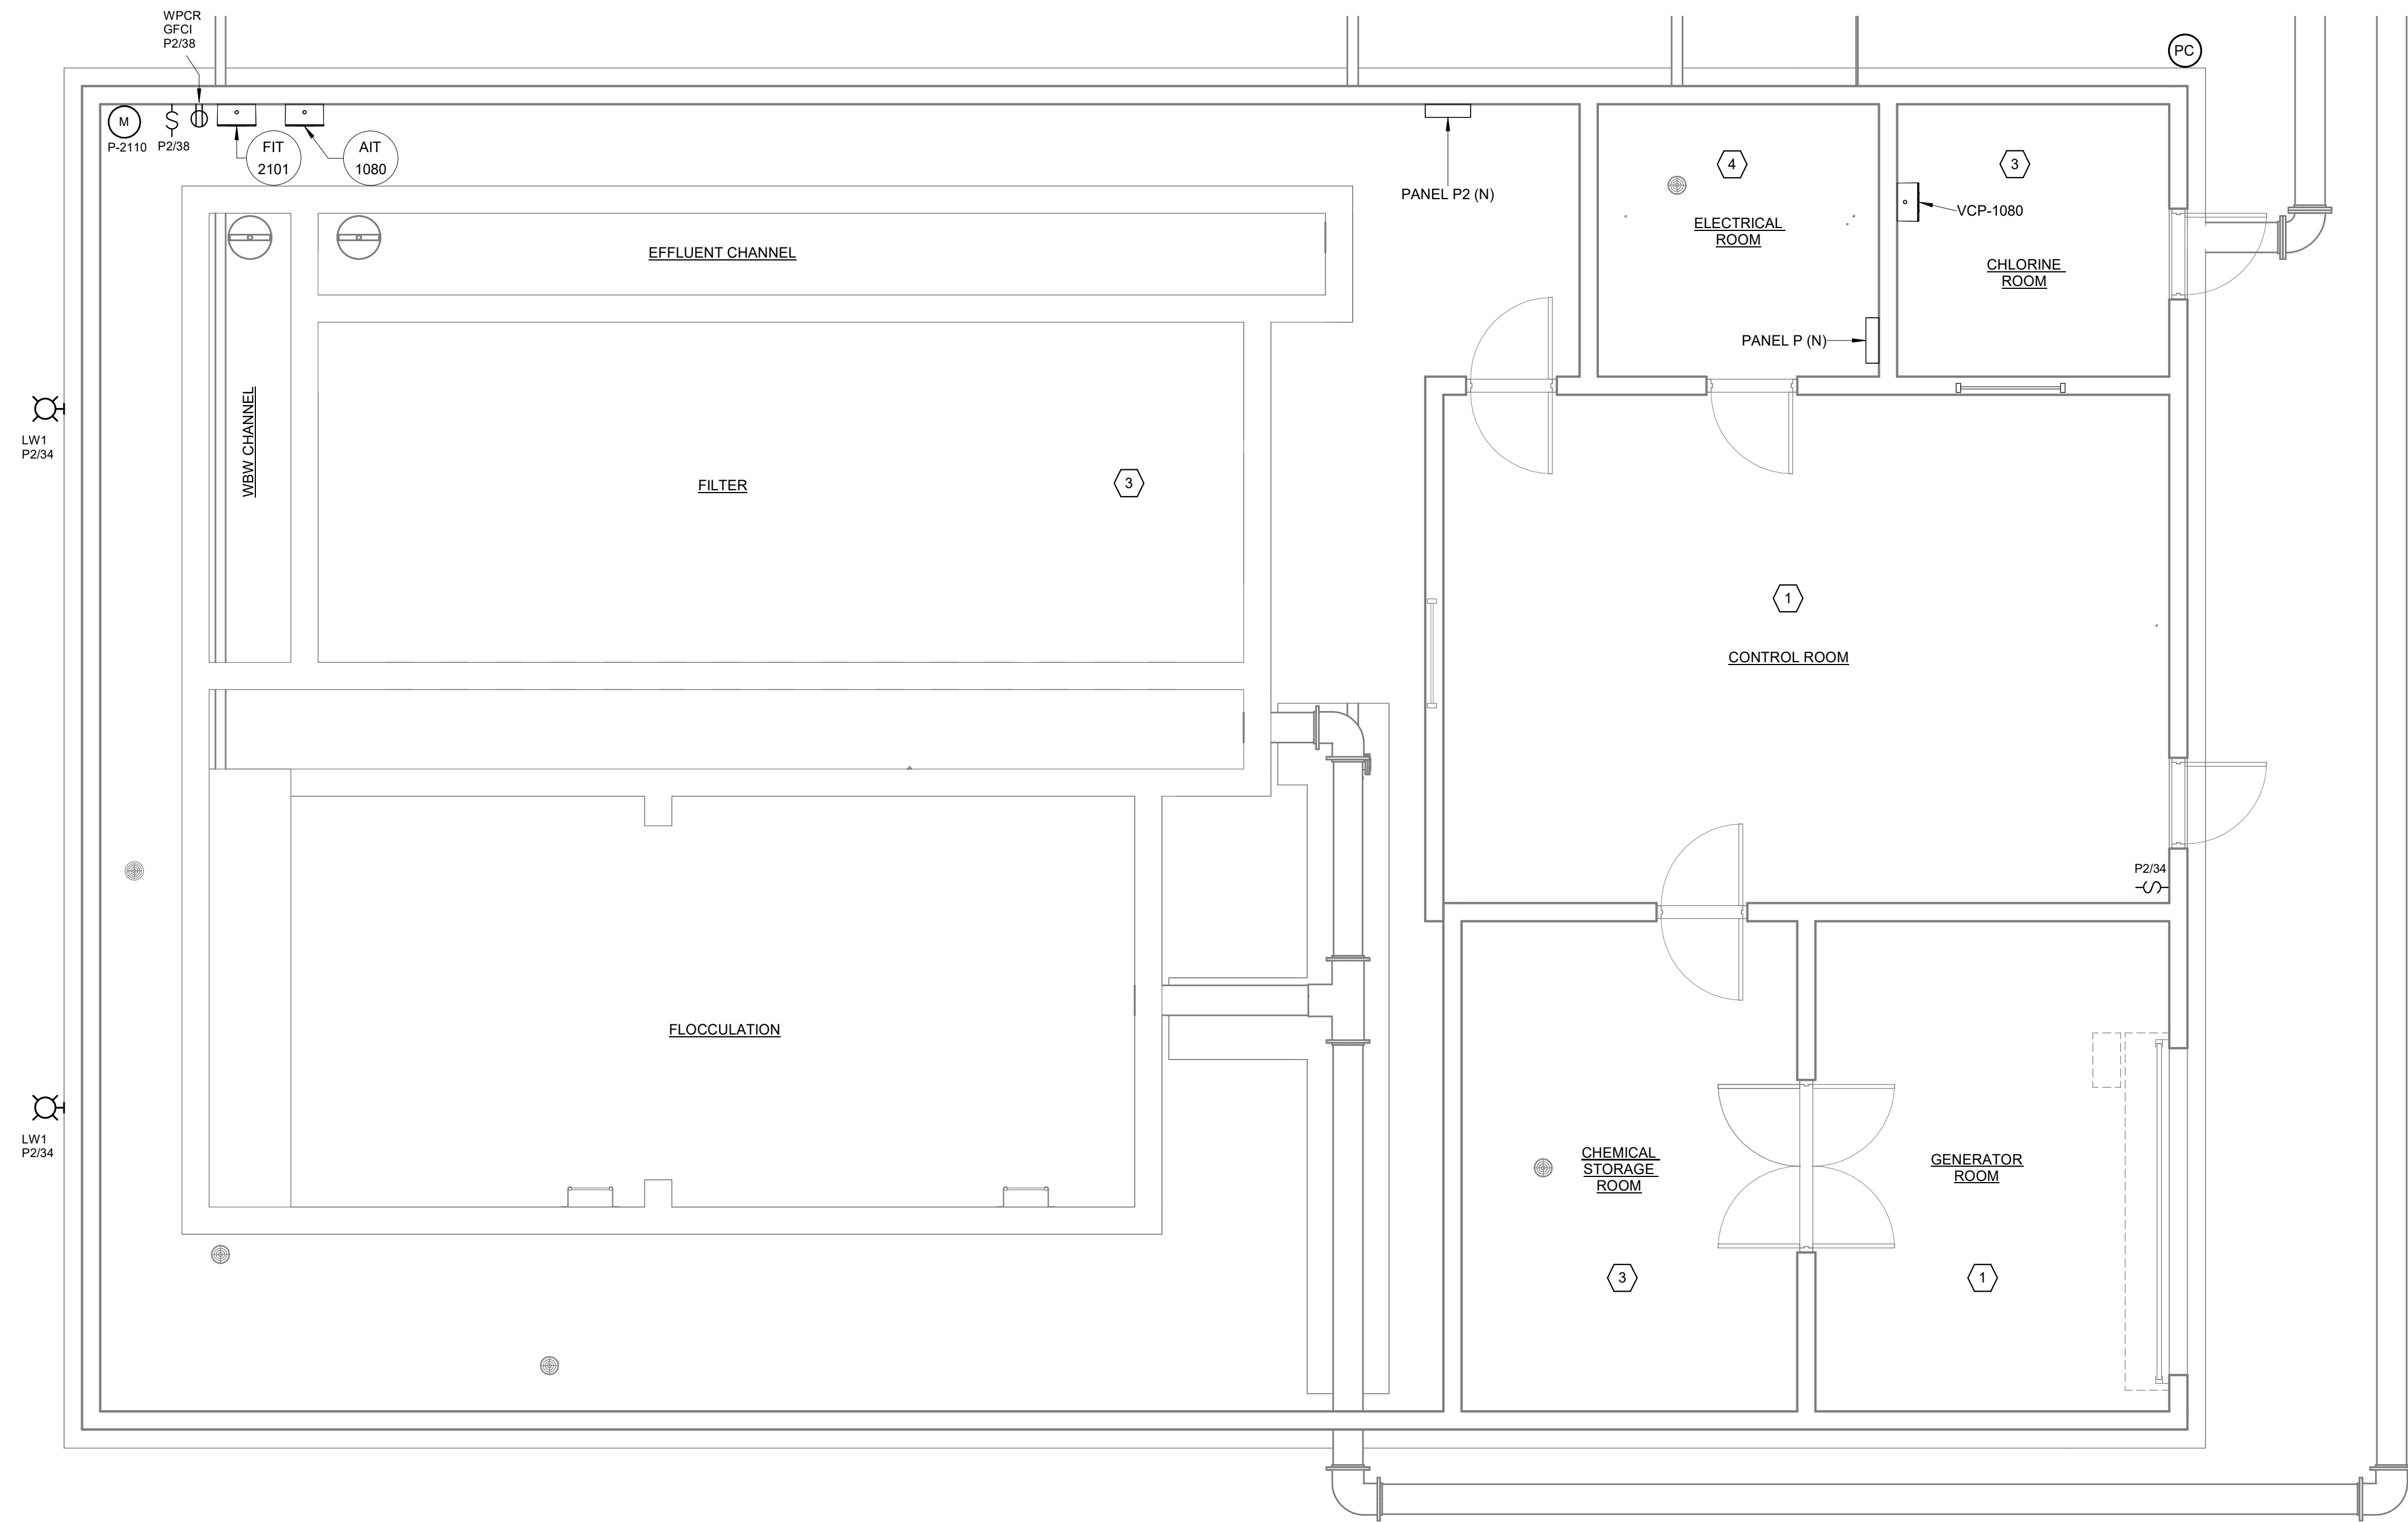 WPCR
GFCI
P2/38
PC
M
P-2110
P2/38
FIT
2101
AIT
1080
PANEL P2 (N)
4
ELECTRICAL
ROOM
PANEL P (N)
3
VCP-1080
CHLORINE
ROOM
EFFLUENT CHANNEL
WBW CHANNEL
LW1
P2/34
FILTER
3
1
CONTROL ROOM
P2/34
FLOCCULATION
LW1
P2/34
CHEMICAL
STORAGE
ROOM
3
GENERATOR
ROOM
1